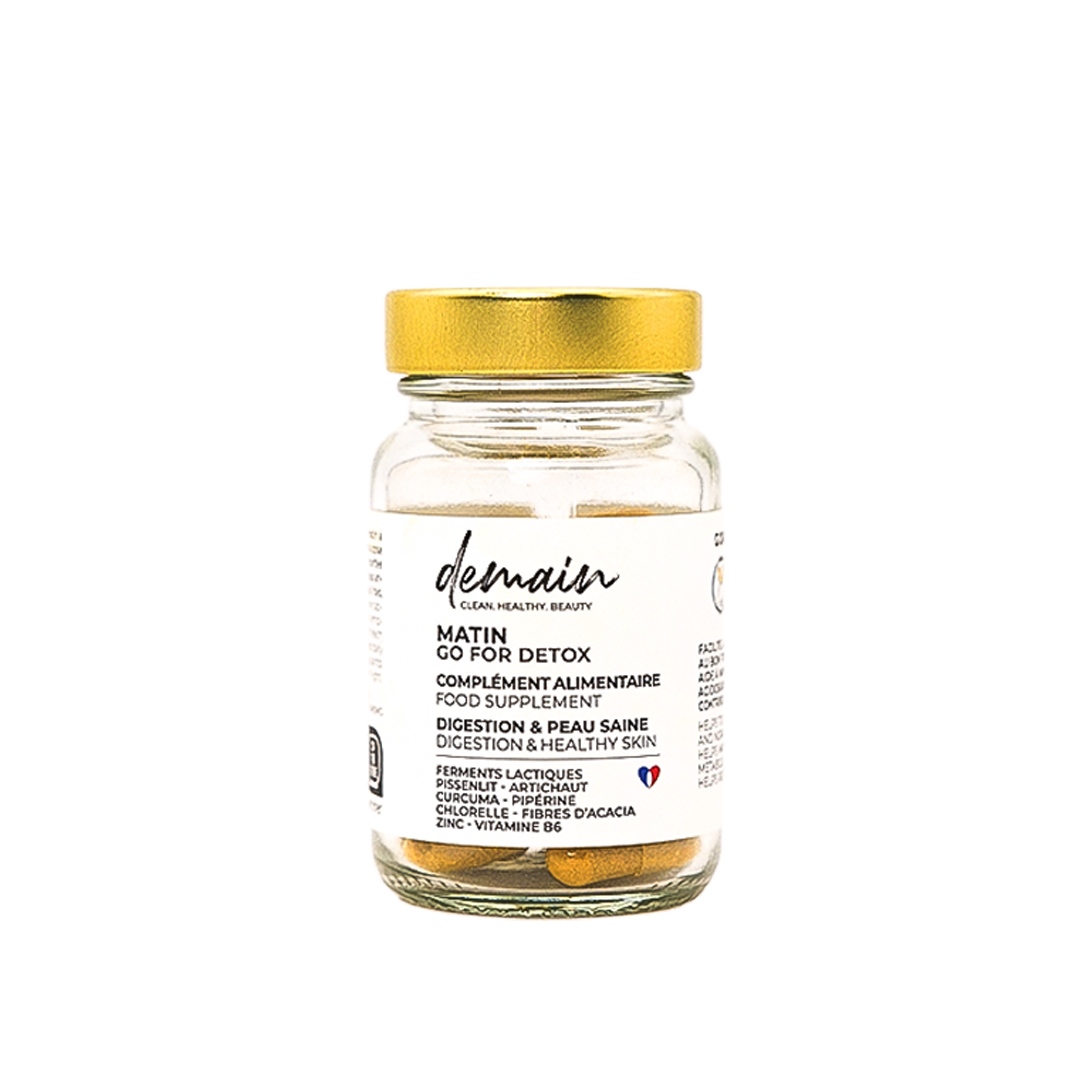 demain
CLEAN. HEALTHY. BEAUTY
MATIN
GO FOR DETOX
COMPLÉMENT ALIMENTAIRE
FOOD SUPPLEMENT
DIGESTION & PEAU SAINE
DIGESTION & HEALTHY SKIN
FERMENTS LACTIQUES
PISSENLIT - ARTICHAUT
CURCUMA - PIPÉRINE
CHLORELLE - FIBRES D'ACACIA
ZINC - VITAMINE B6